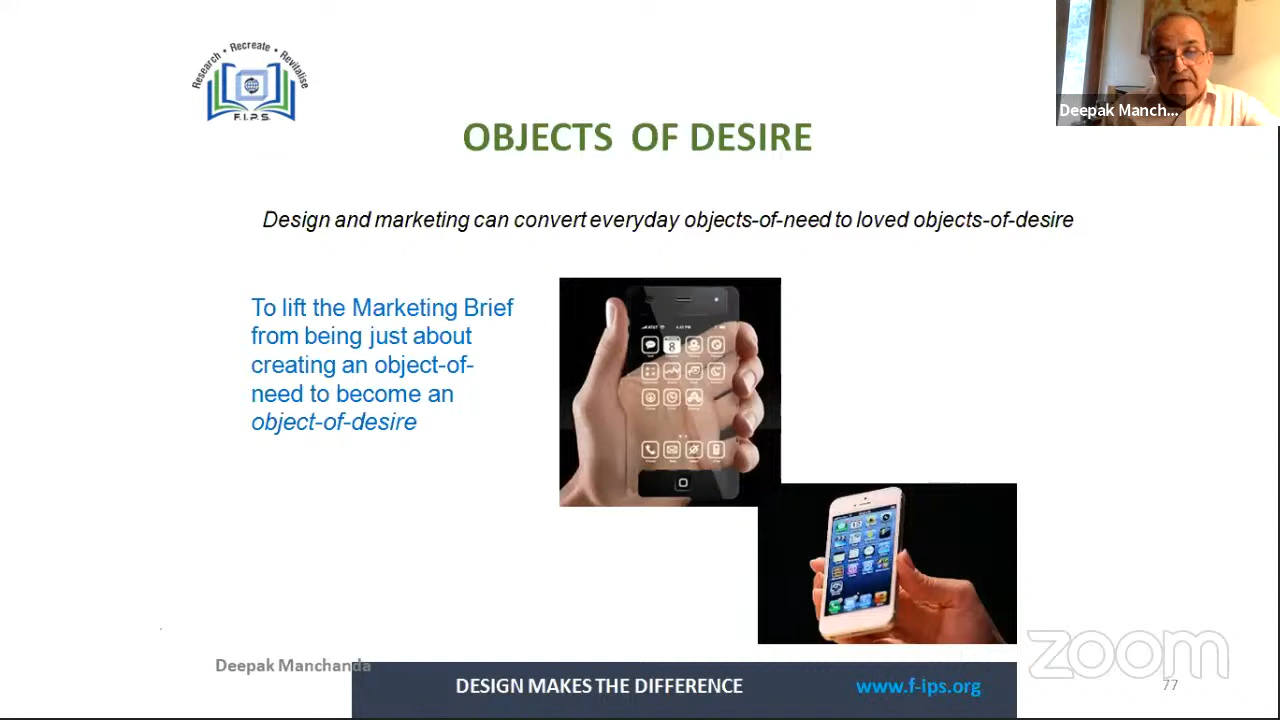 Research • Recreate • Revitalise
F.I.P.S.
Deepak Manch...
OBJECTS OF DESIRE
Design and marketing can convert everyday objects-of-need to loved objects-of-desire
To lift the Marketing Brief
from being just about
creating an object-of-
need to become an
object-of-desire
8
Deepak Manchanda
DESIGN MAKES THE DIFFERENCE
www.f-ips.org
zoom
77